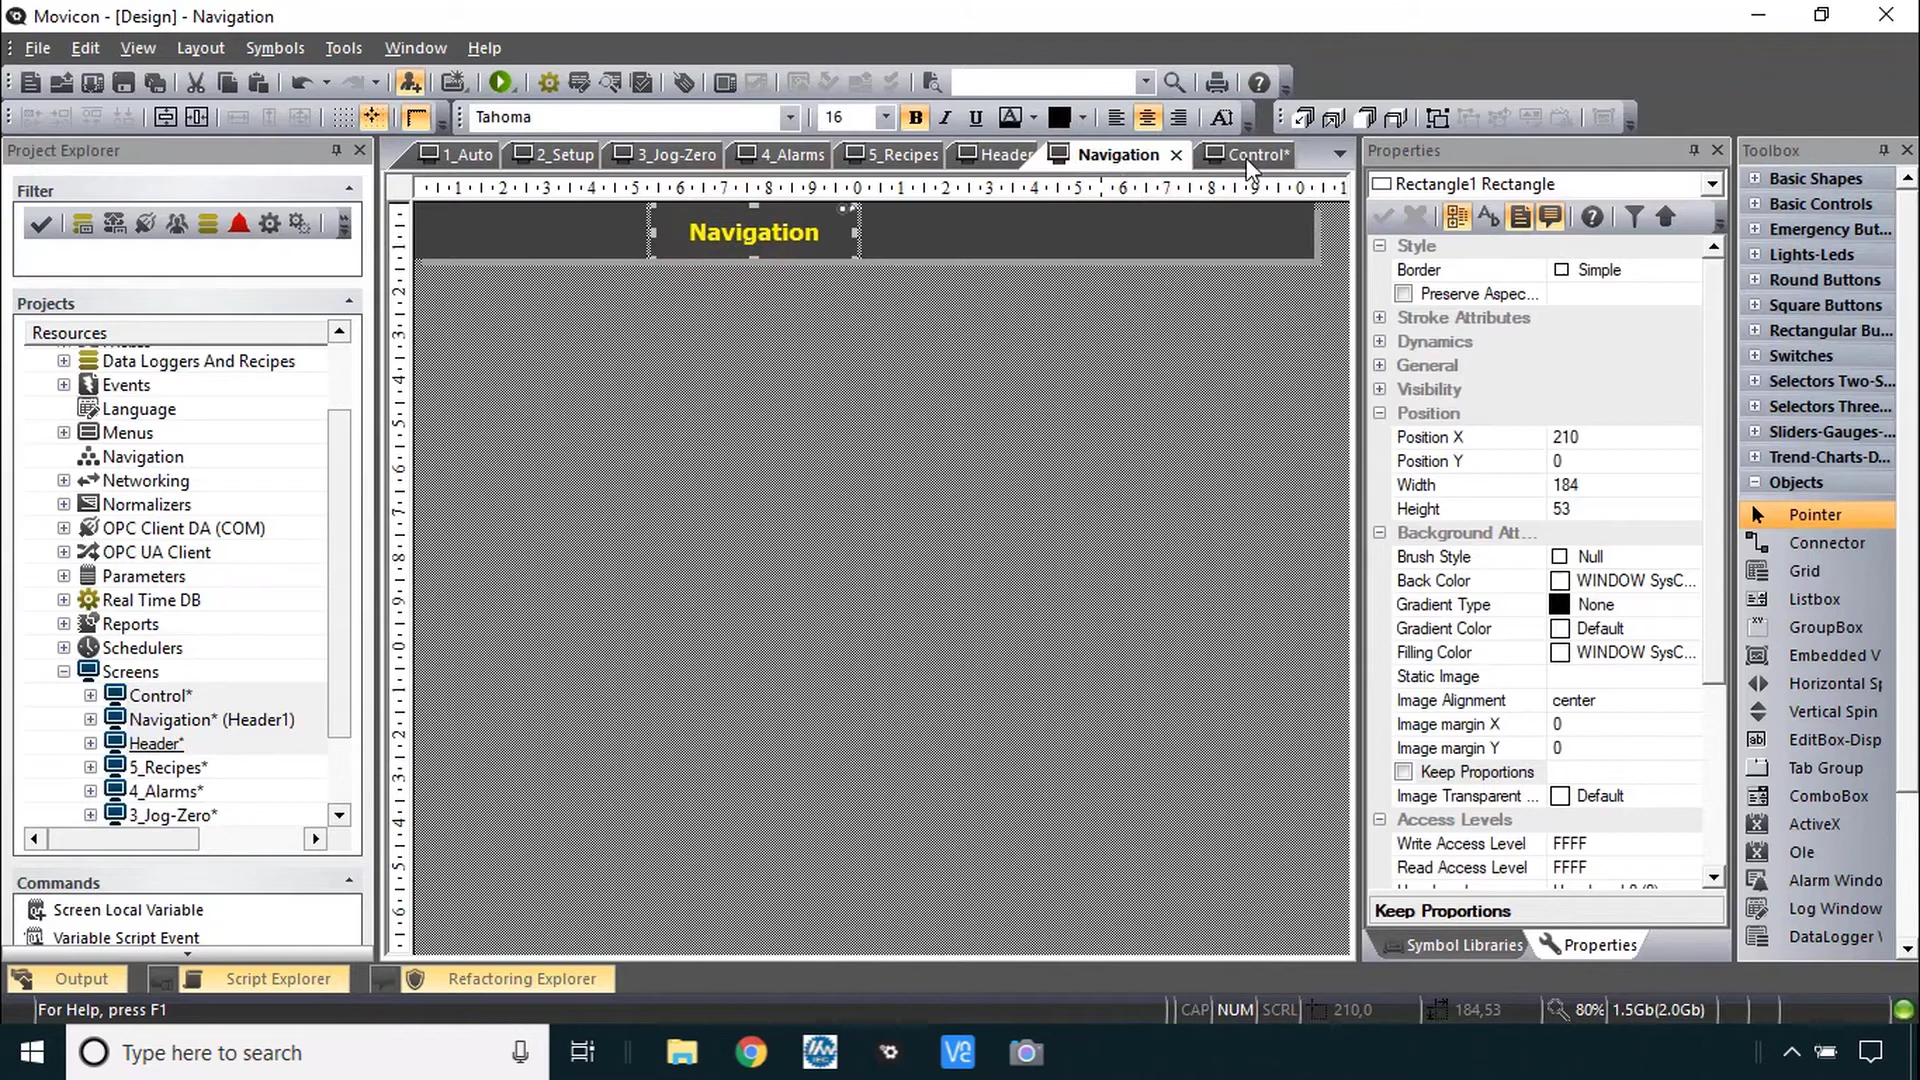 Movicon - [Design] - Navigation
File Edit View Layout Symbols Tools Window Help
Tahoma 16
Project Explorer
Filter
Projects
Resources
Data Loggers And Recipes
Events
Language
Menus
Navigation
Networking
Normalizers
OPC Client DA (COM)
OPC UA Client
Parameters
Real Time DB
Reports
Schedulers
Screens
Control*
Navigation* (Header1)
Header*
5_Recipes*
4_Alarms*
3_Jog-Zero*
Commands
Screen Local Variable
Variable Script Event
1_Auto 2_Setup 3_Jog-Zero 4_Alarms 5_Recipes Header Navigation Control*
Navigation
Properties
Rectangle1 Rectangle
Style
Border Simple
Preserve Aspec...
Stroke Attributes
Dynamics
General
Visibility
Position
Position X 210
Position Y 0
Width 184
Height 53
Background Att...
Brush Style Null
Back Color WINDOW SysC...
Gradient Type None
Gradient Color Default
Filling Color WINDOW SysC...
Static Image
Image Alignment center
Image margin X 0
Image margin Y 0
Keep Proportions
Image Transparent ... Default
Access Levels
Write Access Level FFFF
Read Access Level FFFF
Keep Proportions
Symbol Libraries Properties
Toolbox
Basic Shapes
Basic Controls
Emergency But...
Lights-Leds
Round Buttons
Square Buttons
Rectangular Bu...
Switches
Selectors Two-S...
Selectors Three...
Sliders-Gauges-...
Trend-Charts-D...
Objects
Pointer
Connector
Grid
Listbox
GroupBox
Embedded V
Horizontal Sp
Vertical Spin
EditBox-Disp
Tab Group
ComboBox
ActiveX
Ole
Alarm Windo
Log Window
DataLogger
Output Script Explorer Refactoring Explorer
For Help, press F1
CAP NUM SCRL 210,0 184,53 80% 1.5Gb(2.0Gb)
Type here to search